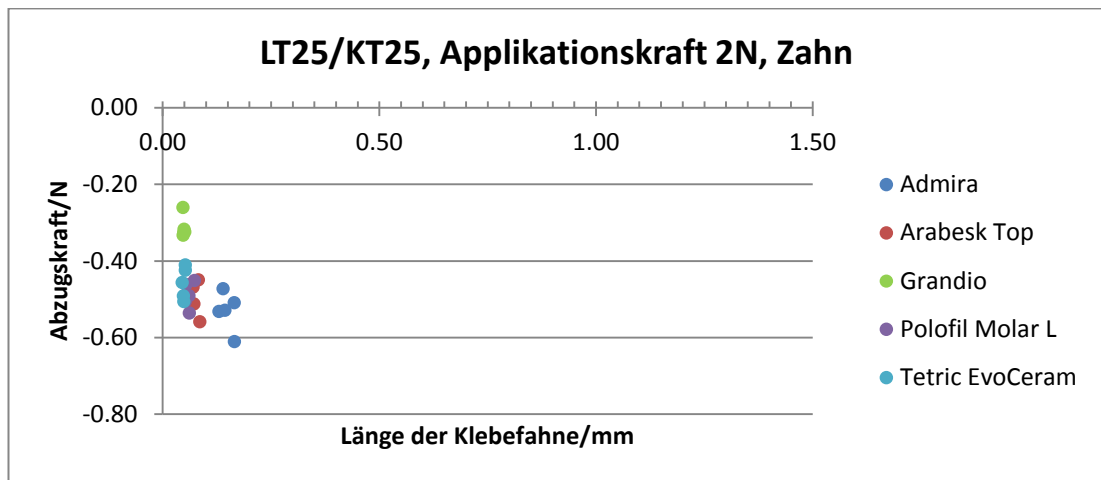 LT25/KT25, Applikationskraft 2N, Zahn
0.00
0.00 0.50 1.00 1.50
-0.20
-0.40
-0.60
-0.80
Abzugskraft/N
Länge der Klebefahne/mm
Admira
Arabesk Top
Grandio
Polofil Molar L
Tetric EvoCeram